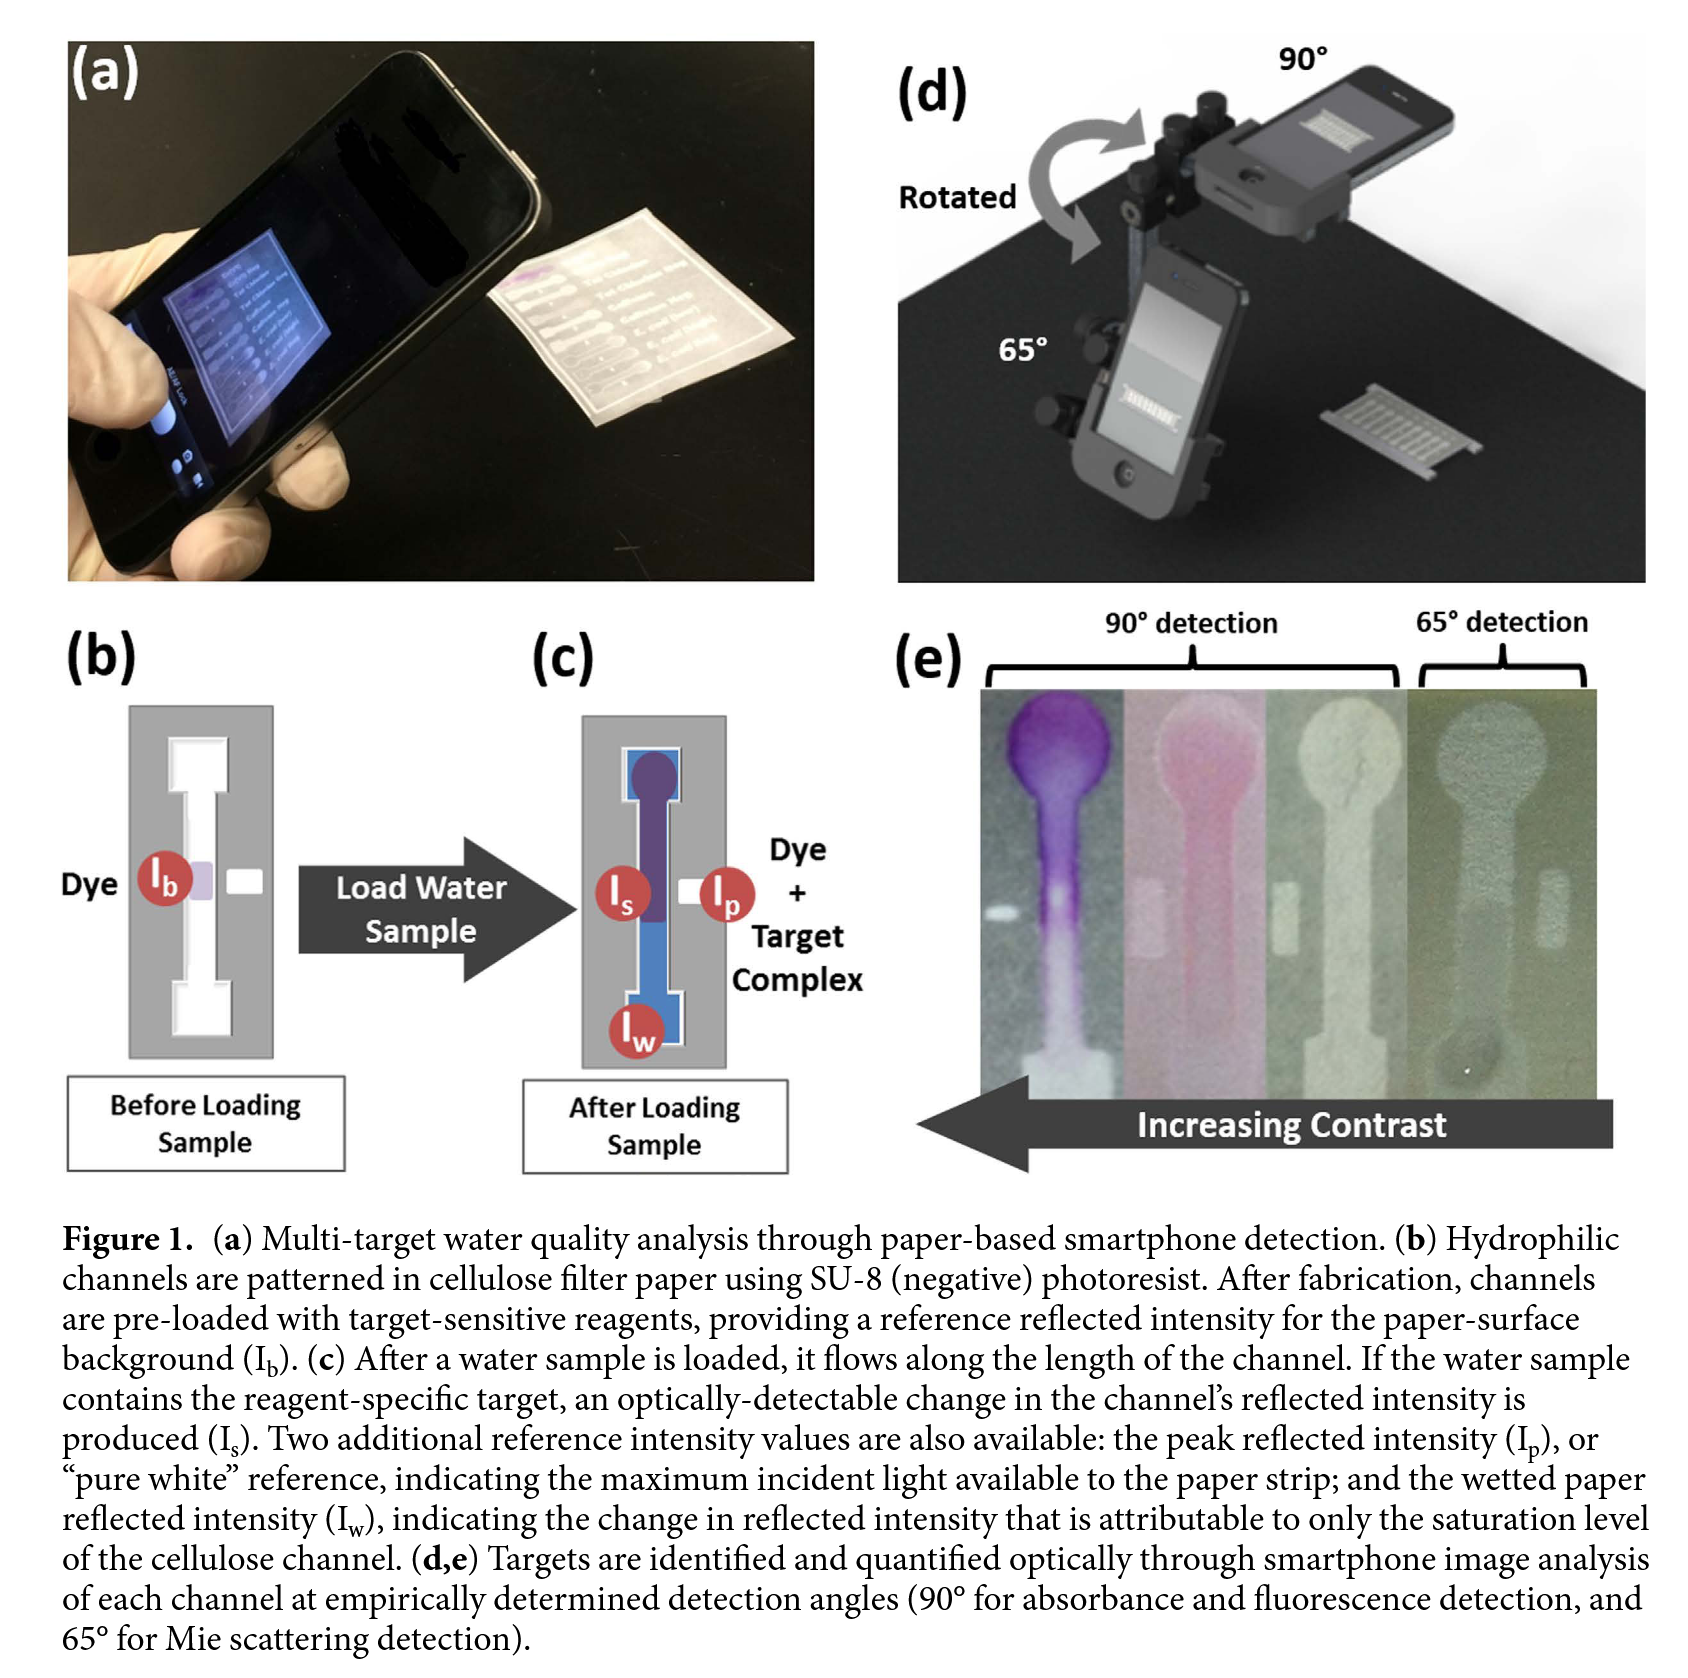 (a)
(d)
90°
Rotated
65°
(b)
(c)
(e)
90° detection
65° detection
Dye
I_b
Load Water
Sample
I_s
I_p
Dye
+
Target
Complex
I_w
Before Loading
Sample
After Loading
Sample
Increasing Contrast
Figure 1. (a) Multi-target water quality analysis through paper-based smartphone detection. (b) Hydrophilic
channels are patterned in cellulose filter paper using SU-8 (negative) photoresist. After fabrication, channels
are pre-loaded with target-sensitive reagents, providing a reference reflected intensity for the paper-surface
background (I_b). (c) After a water sample is loaded, it flows along the length of the channel. If the water sample
contains the reagent-specific target, an optically-detectable change in the channel’s reflected intensity is
produced (I_s). Two additional reference intensity values are also available: the peak reflected intensity (I_p), or
“pure white” reference, indicating the maximum incident light available to the paper strip; and the wetted paper
reflected intensity (I_w), indicating the change in reflected intensity that is attributable to only the saturation level
of the cellulose channel. (d,e) Targets are identified and quantified optically through smartphone image analysis
of each channel at empirically determined detection angles (90° for absorbance and fluorescence detection, and
65° for Mie scattering detection).